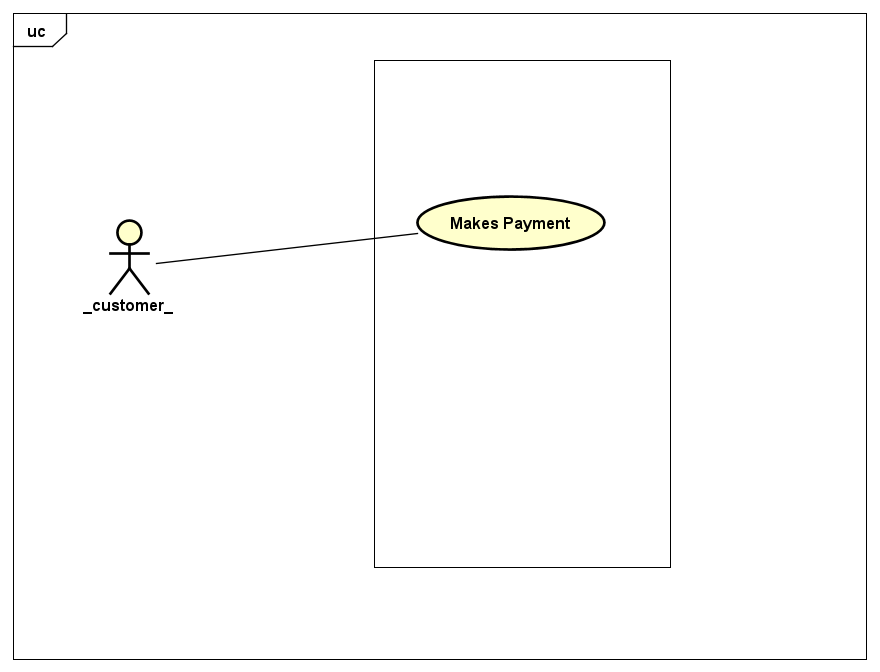 uc
Makes Payment
_customer_